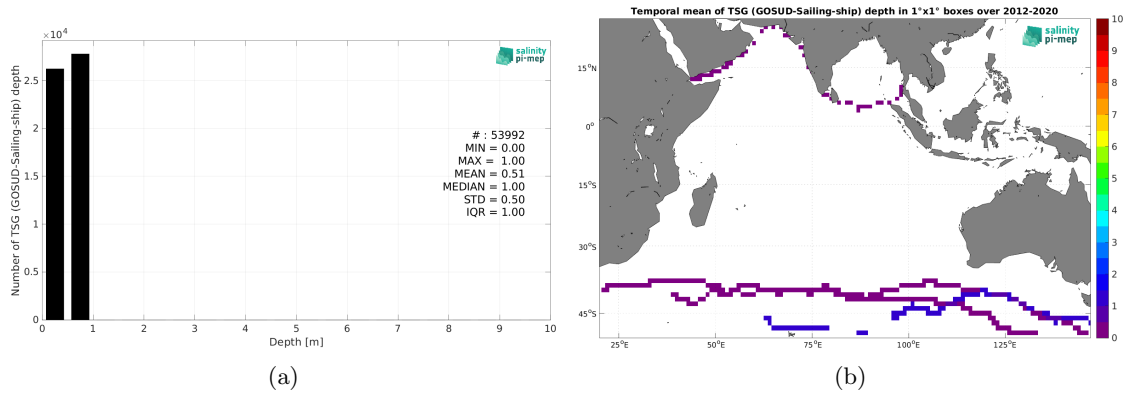 ×10⁴
salinity
pi-mep
Number of TSG (GOSUD-Sailing-ship) depth
2.5
2
1.5
1
0.5
0
# : 53992
MIN = 0.00
MAX = 1.00
MEAN = 0.51
MEDIAN = 1.00
STD = 0.50
IQR = 1.00
0 1 2 3 4 5 6 7 8 9 10
Depth [m]
(a)
Temporal mean of TSG (GOSUD-Sailing-ship) depth in 1°x1° boxes over 2012-2020
salinity
pi-mep
15°N
0°
15°S
30°S
45°S
25°E 50°E 75°E 100°E 125°E
10
9
8
7
6
5
4
3
2
1
0
(b)